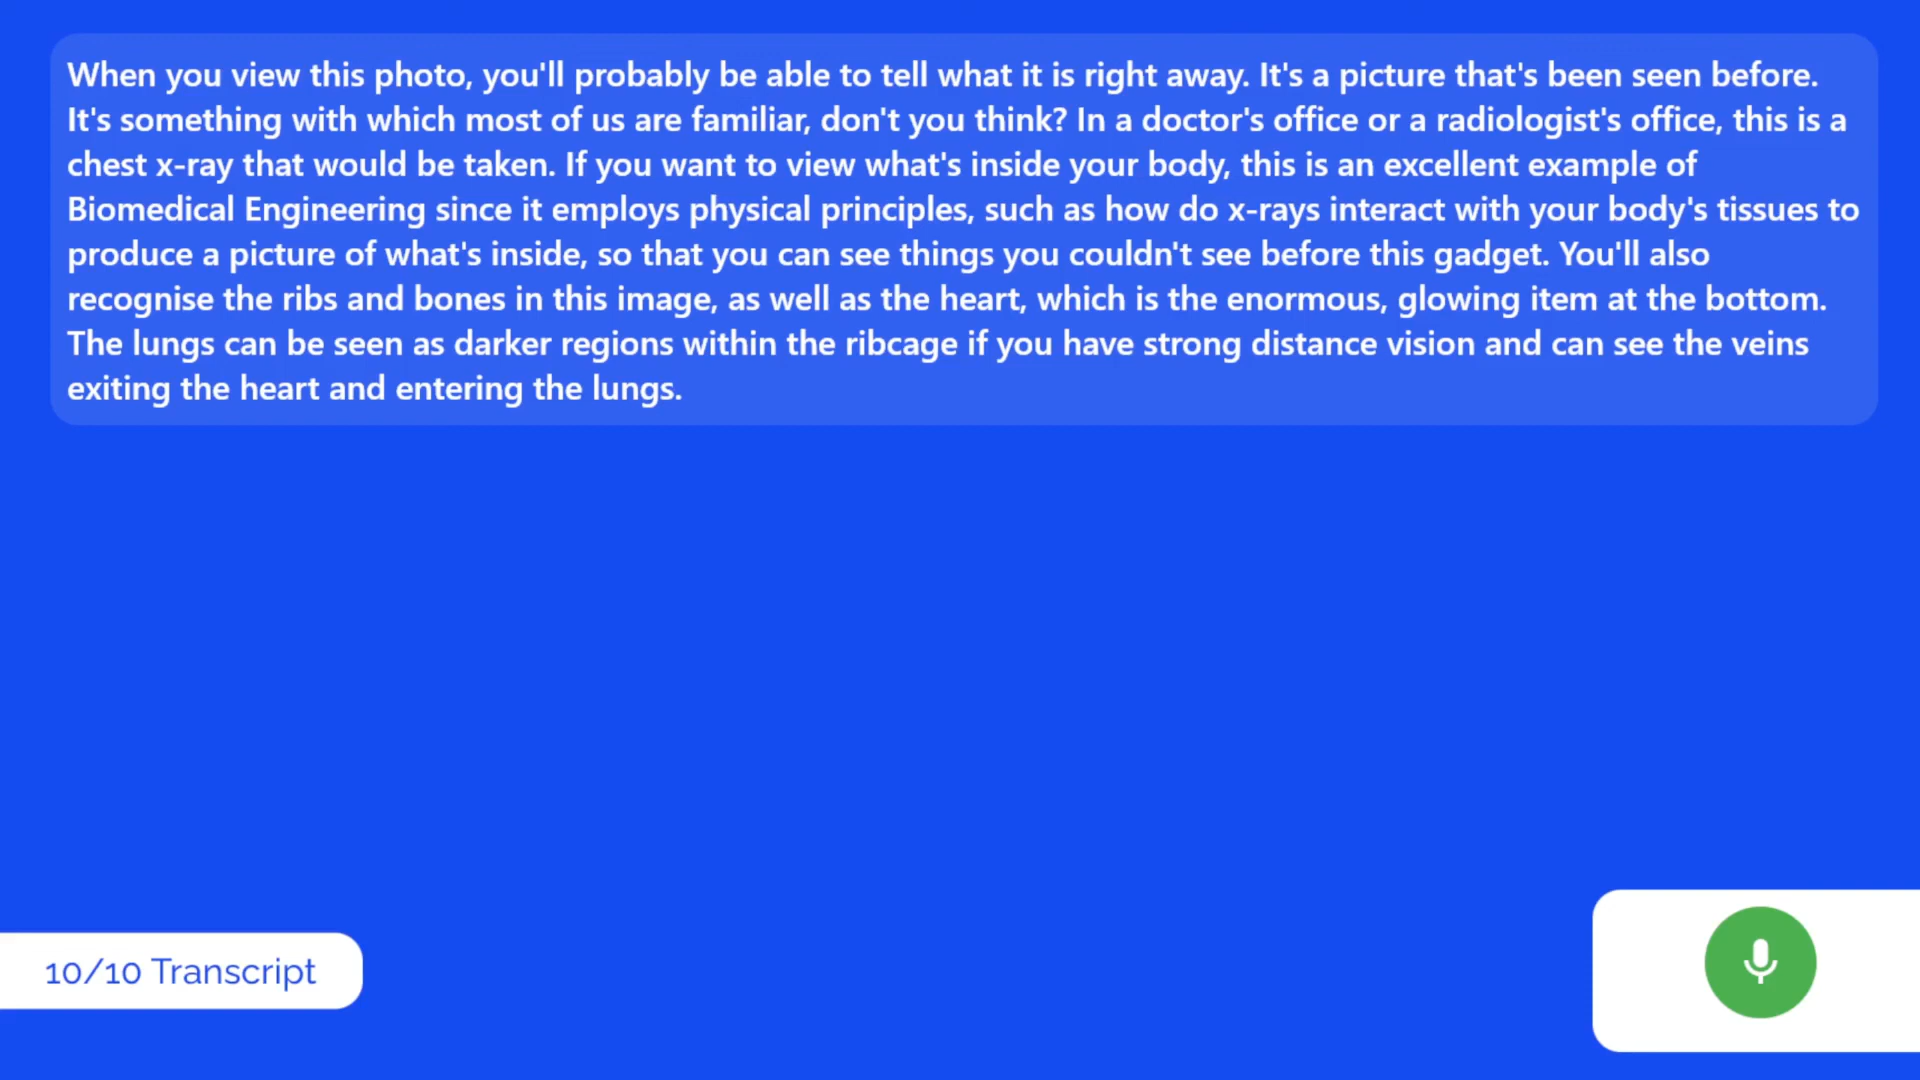 When you view this photo, you'll probably be able to tell what it is right away. It's a picture that's been seen before.
It's something with which most of us are familiar, don't you think? In a doctor's office or a radiologist's office, this is a
chest x-ray that would be taken. If you want to view what's inside your body, this is an excellent example of
Biomedical Engineering since it employs physical principles, such as how do x-rays interact with your body's tissues to
produce a picture of what's inside, so that you can see things you couldn't see before this gadget. You'll also
recognise the ribs and bones in this image, as well as the heart, which is the enormous, glowing item at the bottom.
The lungs can be seen as darker regions within the ribcage if you have strong distance vision and can see the veins
exiting the heart and entering the lungs.
10/10 Transcript